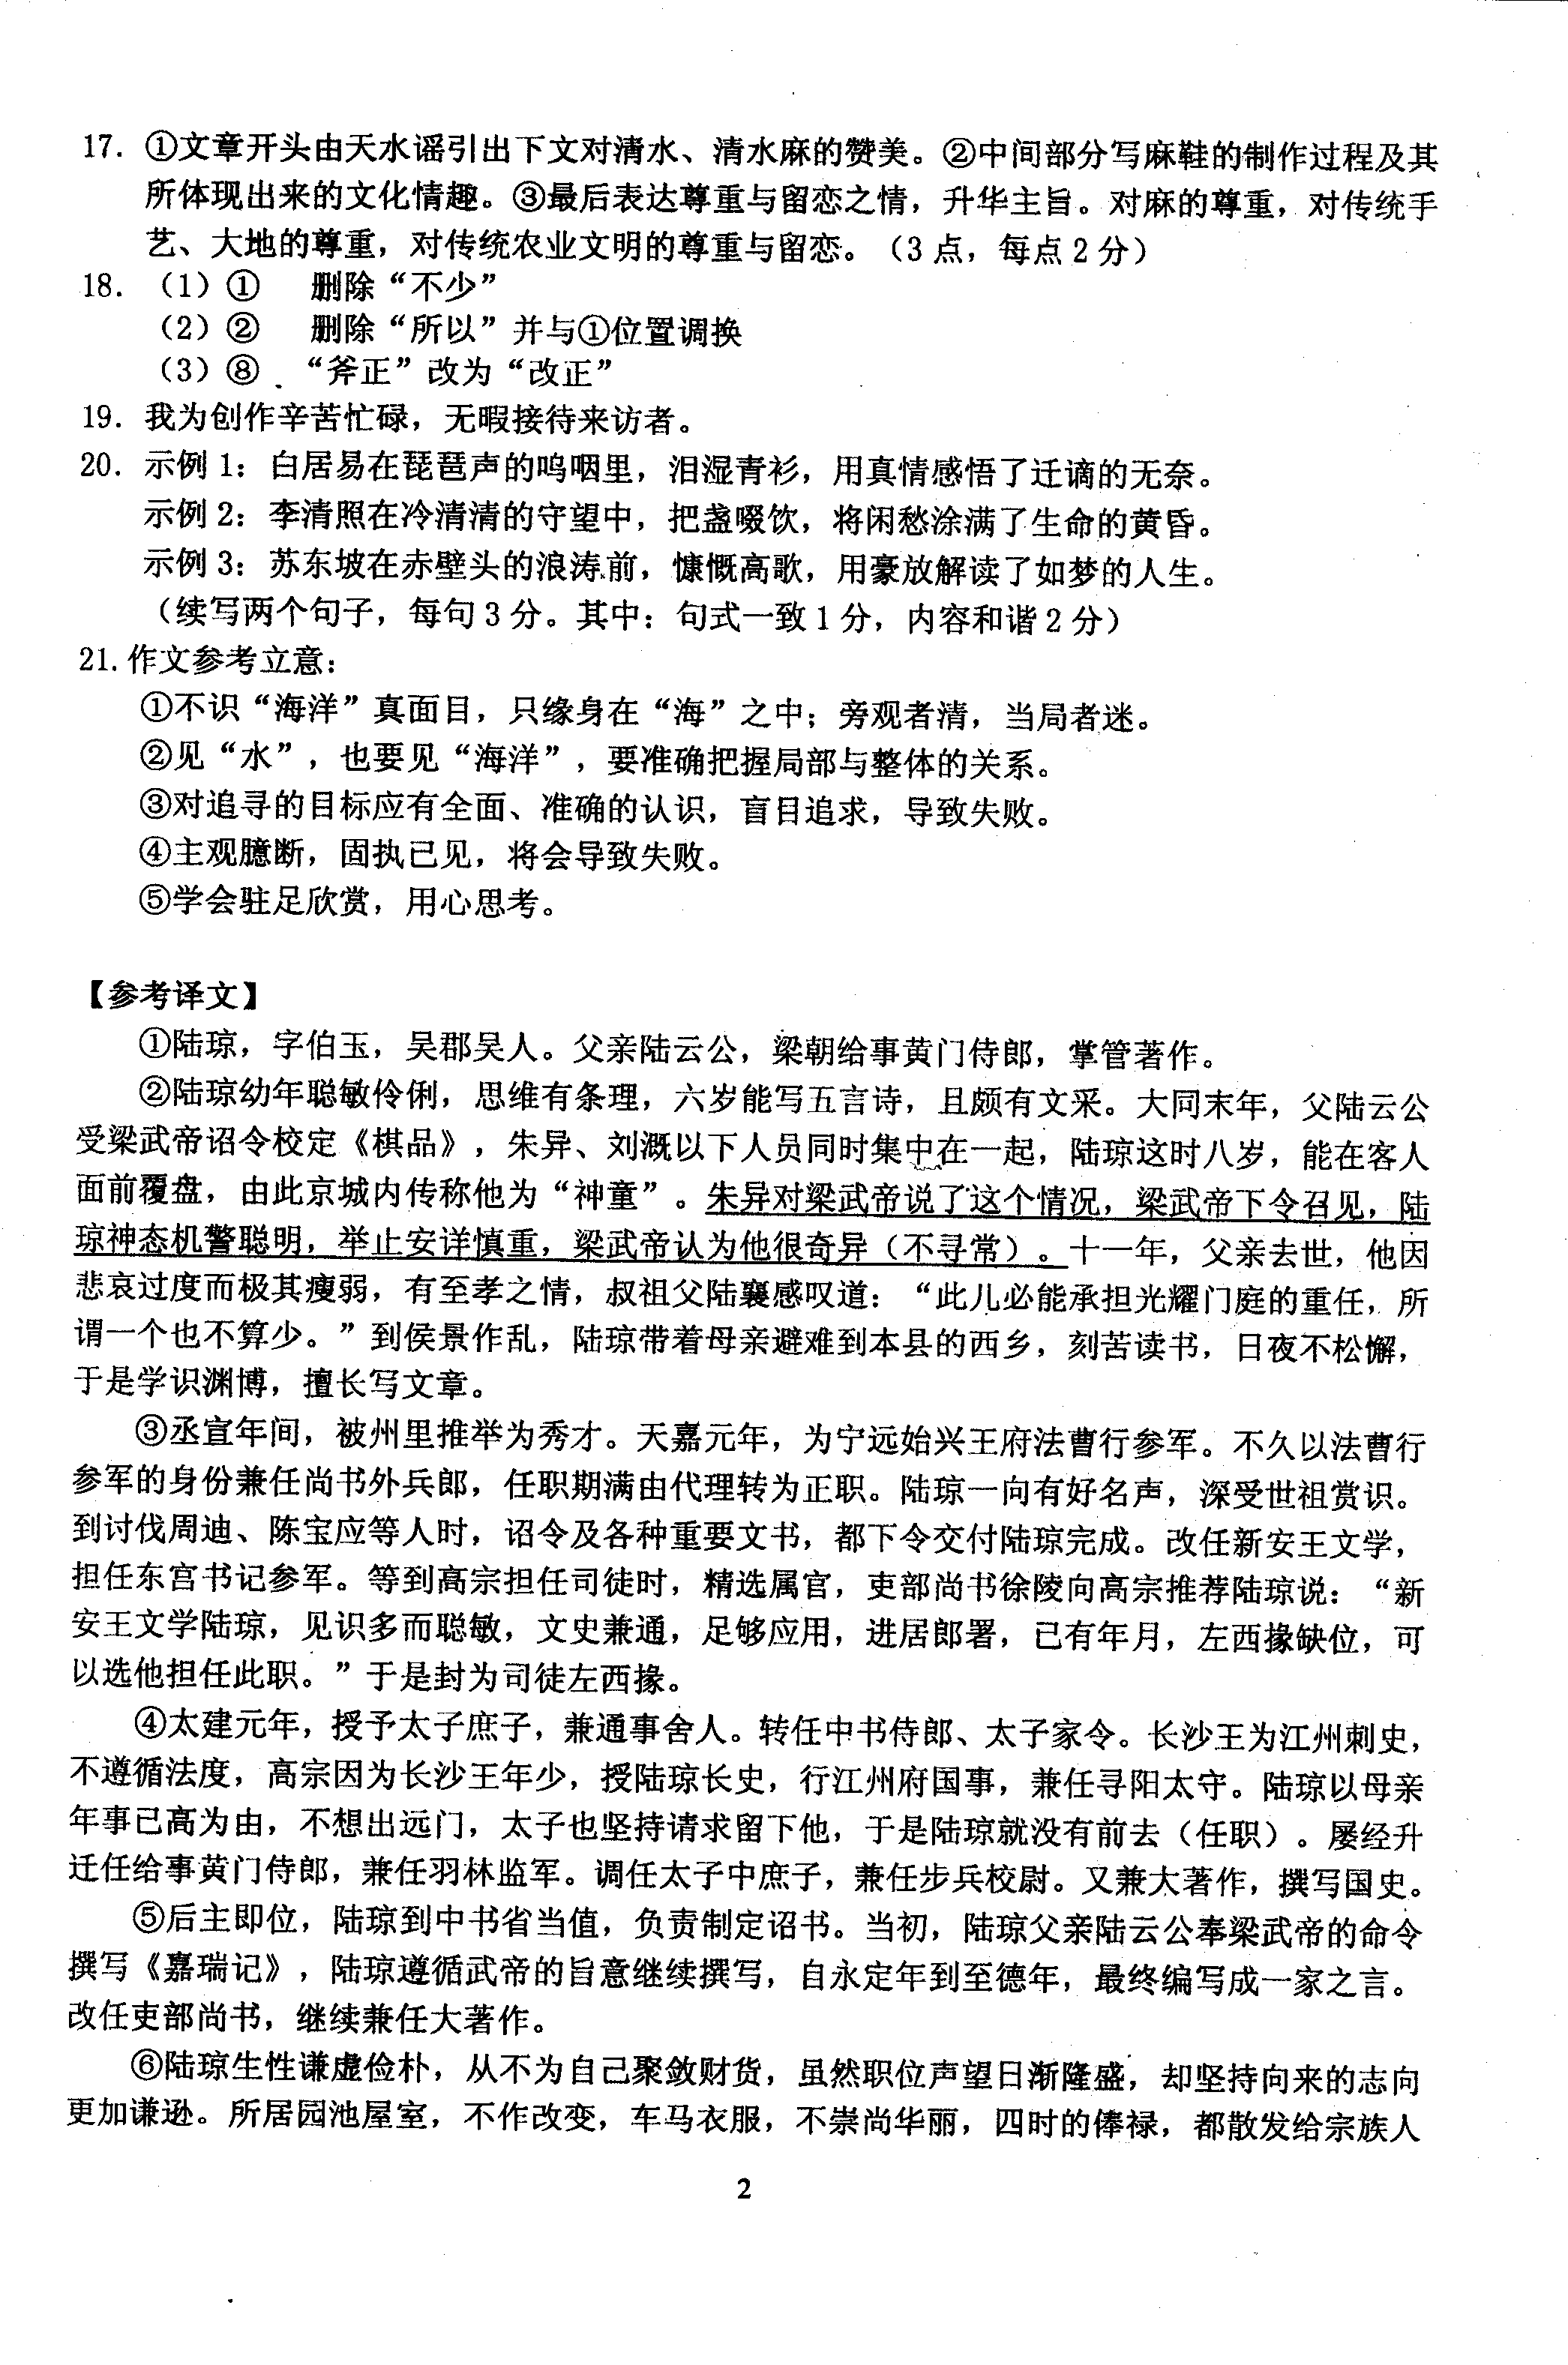 17. ①文章开头由天水谣引出下文对清水、清水麻的赞美。②中间部分写麻鞋的制作过程及其
所体现出来的文化情趣。③最后表达尊重与留恋之情，升华主旨。对麻的尊重，对传统手
艺、大地的尊重，对传统农业文明的尊重与留恋。（3点，每点2分）
18. （1）① 删除“不少”
（2）② 删除“所以”并与①位置调换
（3）⑧ “斧正”改为“改正”
19. 我为创作辛苦忙碌，无暇接待来访者。
20. 示例1：白居易在琵琶声的呜咽里，泪湿青衫，用真情感悟了迁谪的无奈。
示例2：李清照在冷清清的守望中，把盏啜饮，将闲愁涂满了生命的黄昏。
示例3：苏东坡在赤壁头的浪涛前，慷慨高歌，用豪放解读了如梦的人生。
（续写两个句子，每句3分。其中：句式一致1分，内容和谐2分）
21.作文参考立意：
①不识“海洋”真面目，只缘身在“海”之中；旁观者清，当局者迷。
②见“水”，也要见“海洋”，要准确把握局部与整体的关系。
③对追寻的目标应有全面、准确的认识，盲目追求，导致失败。
④主观臆断，固执已见，将会导致失败。
⑤学会驻足欣赏，用心思考。
【参考译文】
①陆琼，字伯玉，吴郡吴人。父亲陆云公，梁朝给事黄门侍郎，掌管著作。
②陆琼幼年聪敏伶俐，思维有条理，六岁能写五言诗，且颇有文采。大同末年，父陆云公
受梁武帝诏令校定《棋品》，朱异、刘溉以下人员同时集中在一起，陆琼这时八岁，能在客人
面前覆盘，由此京城内传称他为“神童”。朱异对梁武帝说了这个情况，梁武帝下令召见，陆
琼神态机警聪明，举止安详慎重，梁武帝认为他很奇异（不寻常）。十一年，父亲去世，他因
悲哀过度而极其瘦弱，有至孝之情，叔祖父陆襄感叹道：“此儿必能承担光耀门庭的重任，所
谓一个也不算少。”到侯景作乱，陆琼带着母亲避难到本县的西乡，刻苦读书，日夜不松懈，
于是学识渊博，擅长写文章。
③丞宣年间，被州里推举为秀才。天嘉元年，为宁远始兴王府法曹行参军。不久以法曹行
参军的身份兼任尚书外兵郎，任职期满由代理转为正职。陆琼一向有好名声，深受世祖赏识。
到讨伐周迪、陈宝应等人时，诏令及各种重要文书，都下令交付陆琼完成。改任新安王文学，
担任东宫书记参军。等到高宗担任司徒时，精选属官，吏部尚书徐陵向高宗推荐陆琼说：“新
安王文学陆琼，见识多而聪敏，文史兼通，足够应用，进居郎署，已有年月，左西掾缺位，可
以选他担任此职。”于是封为司徒左西掾。
④太建元年，授予太子庶子，兼通事舍人。转任中书侍郎、太子家令。长沙王为江州刺史，
不遵循法度，高宗因为长沙王年少，授陆琼长史，行江州府国事，兼任寻阳太守。陆琼以母亲
年事已高为由，不想出远门，太子也坚持请求留下他，于是陆琼就没有前去（任职）。屡经升
迁任给事黄门侍郎，兼任羽林监军。调任太子中庶子，兼任步兵校尉。又兼大著作，撰写国史。
⑤后主即位，陆琼到中书省当值，负责制定诏书。当初，陆琼父亲陆云公奉梁武帝的命令
撰写《嘉瑞记》，陆琼遵循武帝的旨意继续撰写，自永定年到至德年，最终编写成一家之言。
改任吏部尚书，继续兼任大著作。
⑥陆琼生性谦虚俭朴，从不为自己聚敛财货，虽然职位声望日渐隆盛，却坚持向来的志向
更加谦逊。所居园池屋室，不作改变，车马衣服，不崇尚华丽，四时的俸禄，都散发给宗族人
2